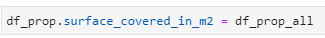 df_prop.surface_covered_in_m2 = df_prop_all